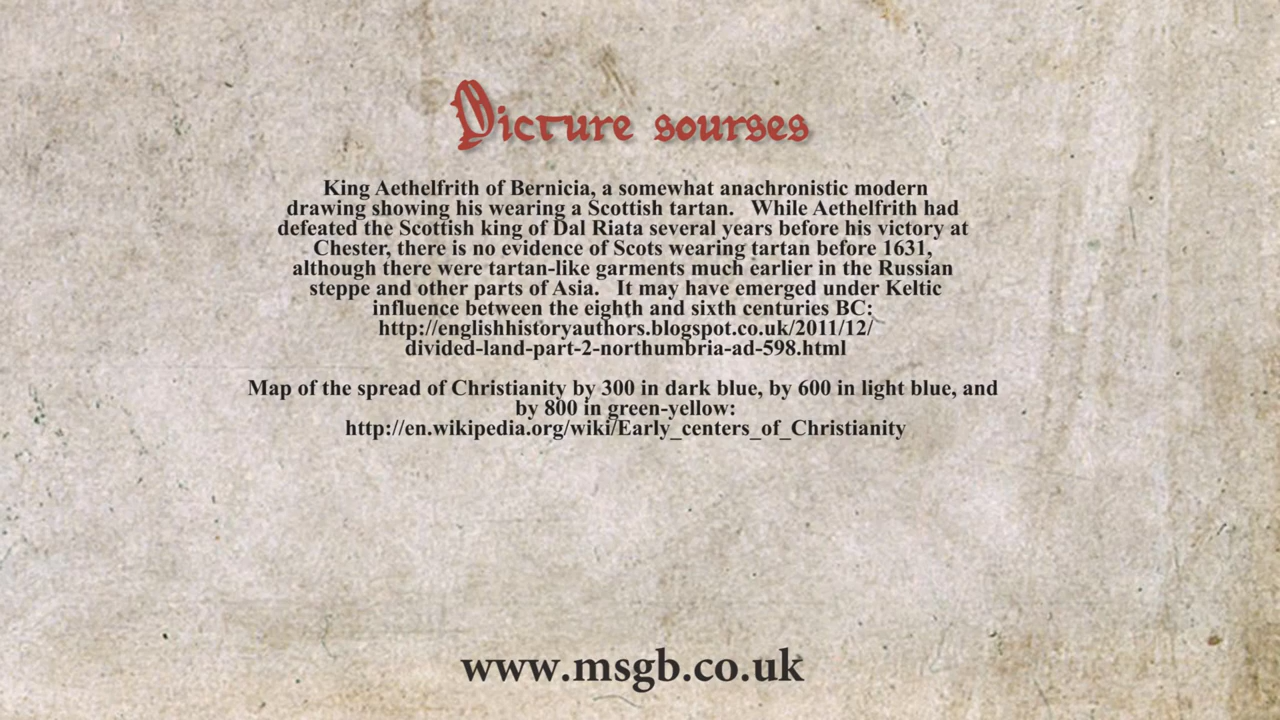 Picture sourses
King Aethelfrith of Bernicia, a somewhat anachronistic modern
drawing showing his wearing a Scottish tartan. While Aethelfrith had
defeated the Scottish king of Dal Riata several years before his victory at
Chester, there is no evidence of Scots wearing tartan before 1631,
although there were tartan-like garments much earlier in the Russian
steppe and other parts of Asia. It may have emerged under Keltic
influence between the eighth and sixth centuries BC:
http://englishhistoryauthors.blogspot.co.uk/2011/12/
divided-land-part-2-northumbria-ad-598.html
Map of the spread of Christianity by 300 in dark blue, by 600 in light blue, and
by 800 in green-yellow:
http://en.wikipedia.org/wiki/Early_centers_of_Christianity
www.msgb.co.uk